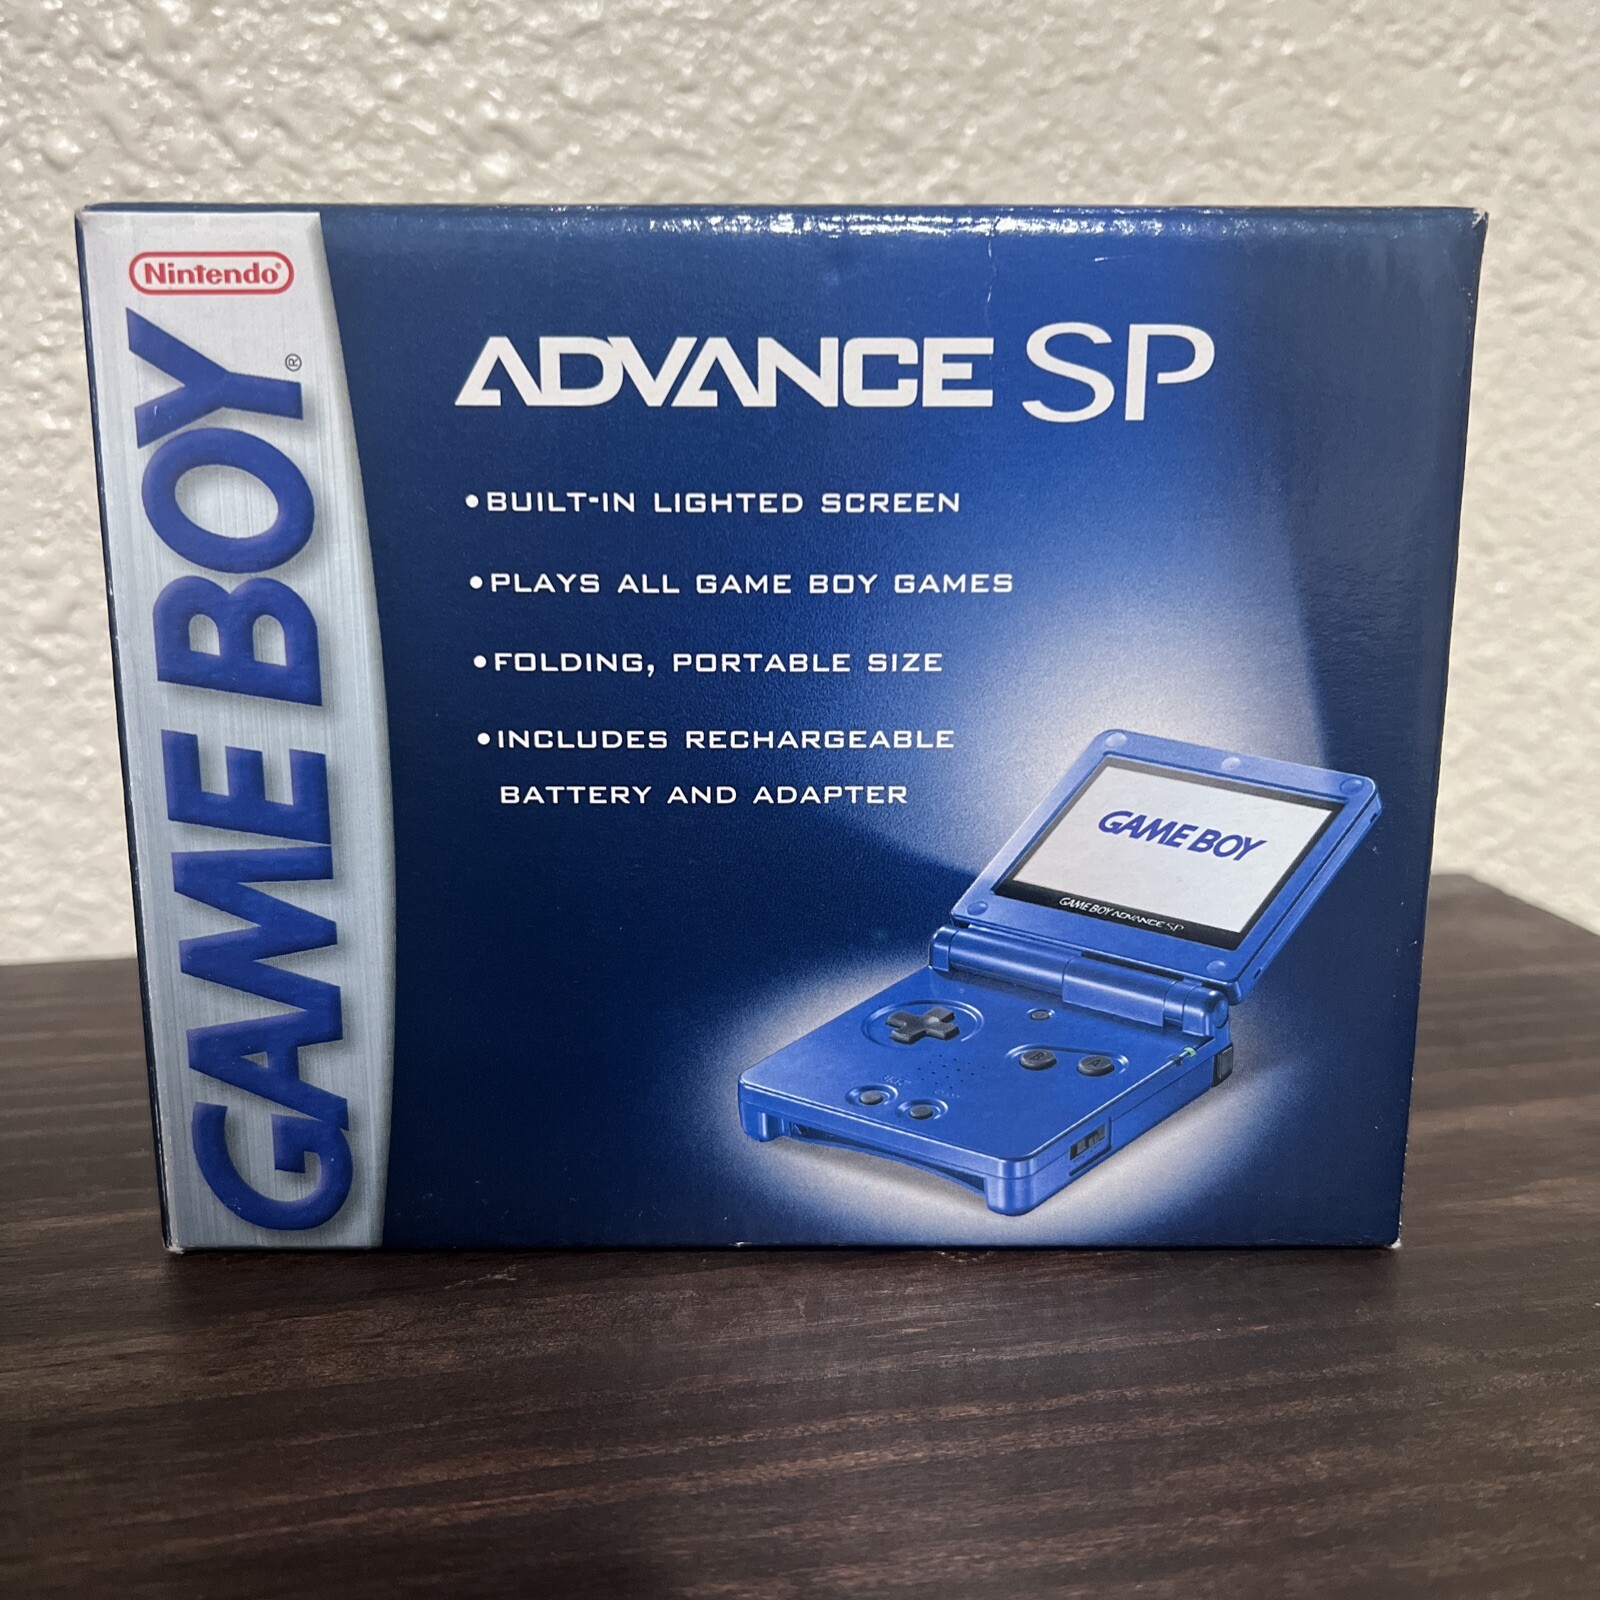 Nintendo®
GAME BOY®
ADVANCE SP
•BUILT-IN LIGHTED SCREEN
•PLAYS ALL GAME BOY GAMES
•FOLDING, PORTABLE SIZE
•INCLUDES RECHARGEABLE
BATTERY AND ADAPTER
GAME BOY
GAME BOY ADVANCE SP
B
A